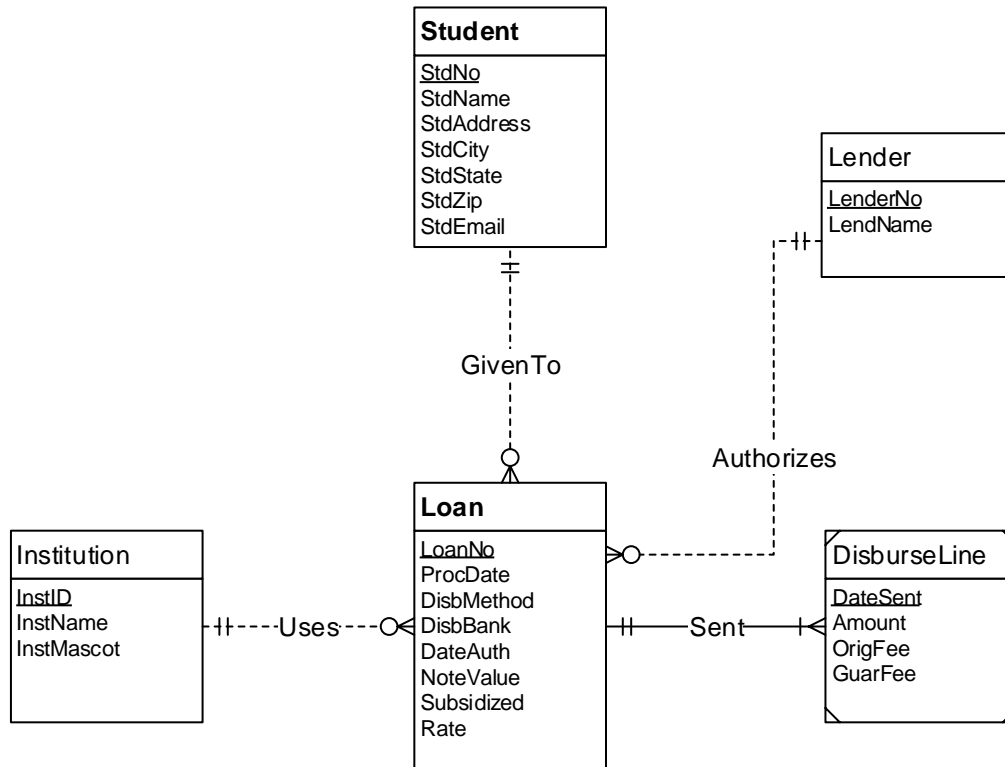 Student
StdNo
StdName
StdAddress
StdCity
StdState
StdZip
StdEmail
Lender
LenderNo
LendName
GivenTo
Authorizes
Institution
InstID
InstName
InstMascot
Uses
Loan
LoanNo
ProcDate
DisbMethod
DisbBank
DateAuth
NoteValue
Subsidized
Rate
Sent
DisburseLine
DateSent
Amount
OrigFee
GuarFee